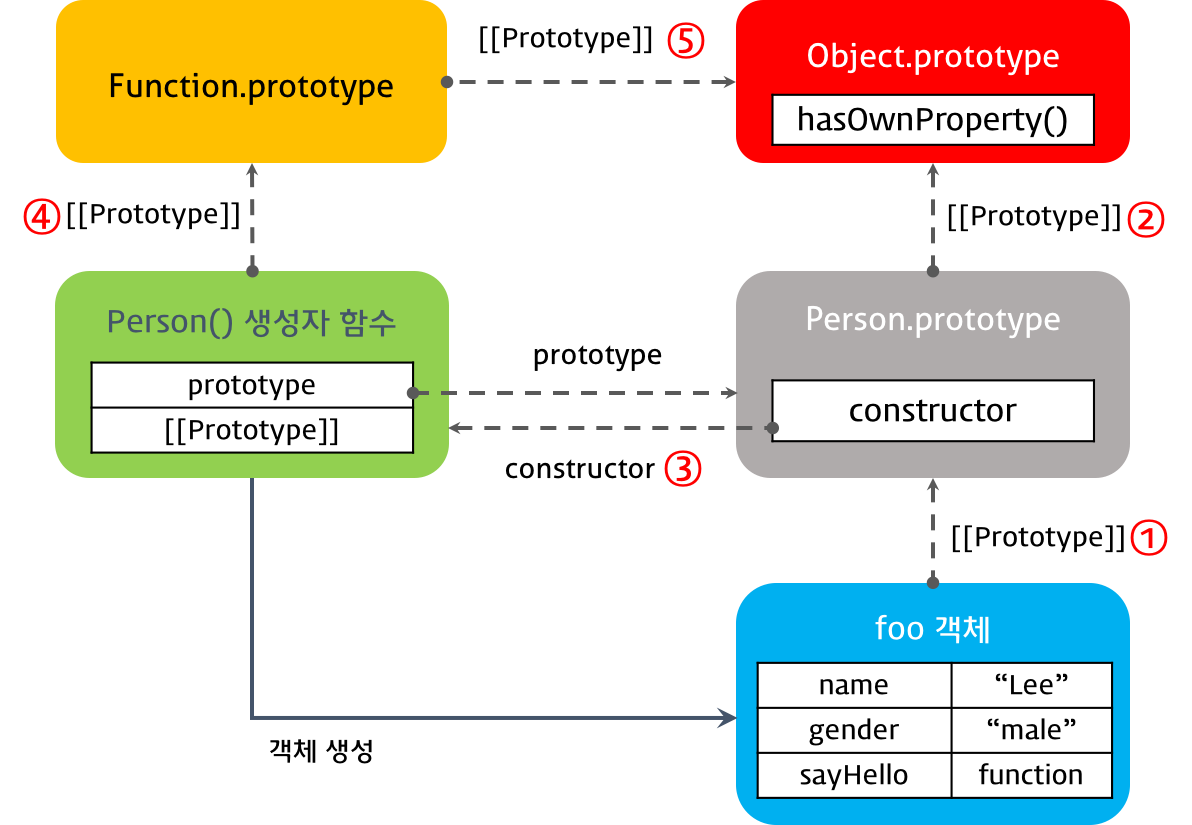 Function.prototype
[[Prototype]] ⑤
Object.prototype
hasOwnProperty()
④ [[Prototype]]
[[Prototype]] ②
Person() 생성자 함수
prototype
[[Prototype]]
prototype
constructor ③
Person.prototype
constructor
[[Prototype]] ①
객체 생성
foo 객체
name “Lee”
gender “male”
sayHello function